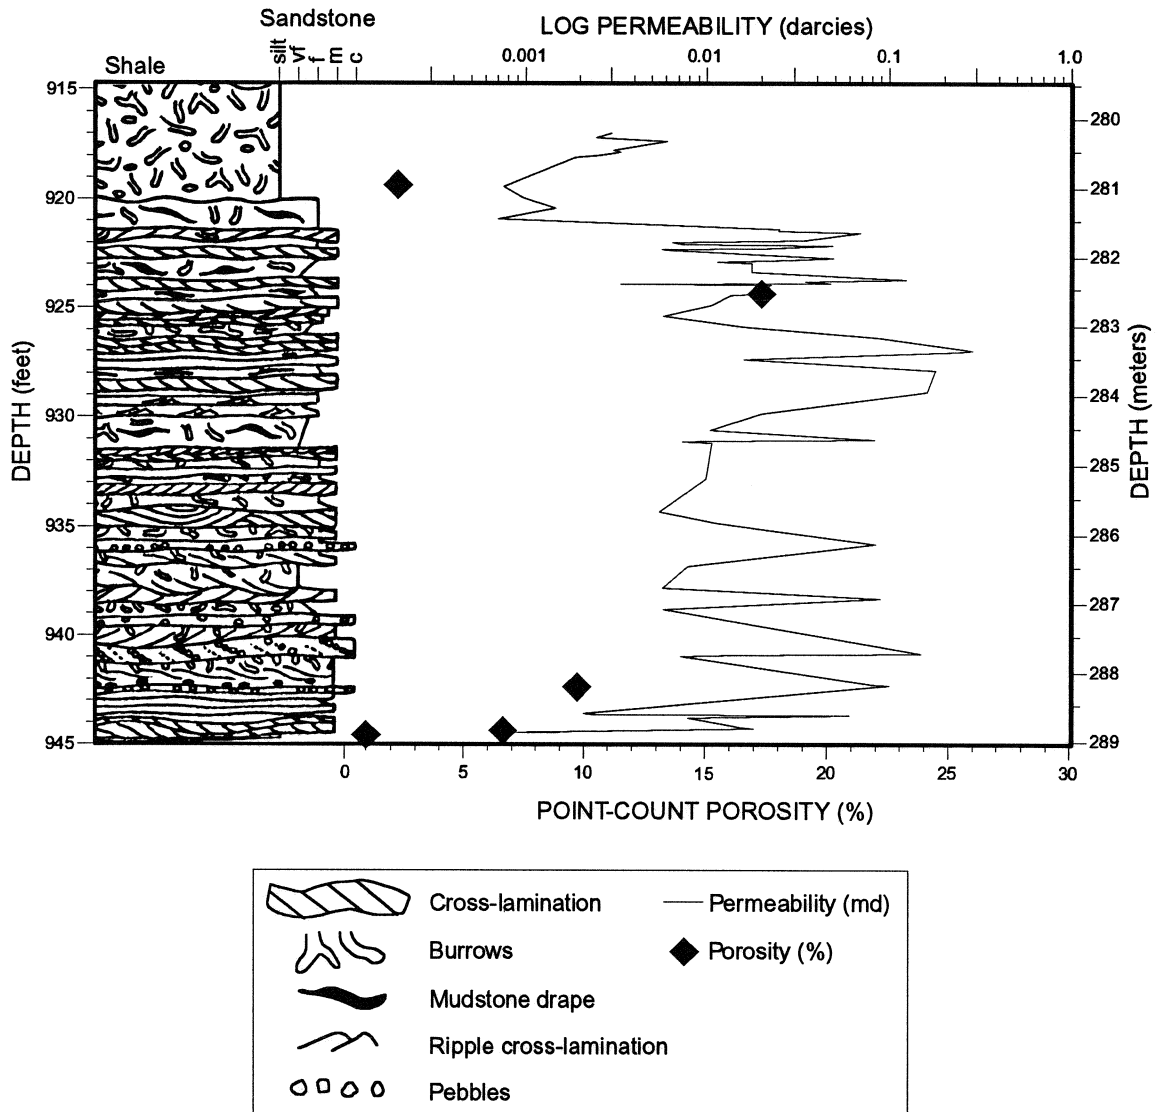 Sandstone
LOG PERMEABILITY (darcies)
Shale
silt
vf
f
m
c
0.001
0.01
0.1
1.0
915
920
925
930
935
940
945
DEPTH (feet)
280
281
282
283
284
285
286
287
288
289
DEPTH (meters)
0
5
10
15
20
25
30
POINT-COUNT POROSITY (%)
Cross-lamination
Permeability (md)
Burrows
Porosity (%)
Mudstone drape
Ripple cross-lamination
Pebbles